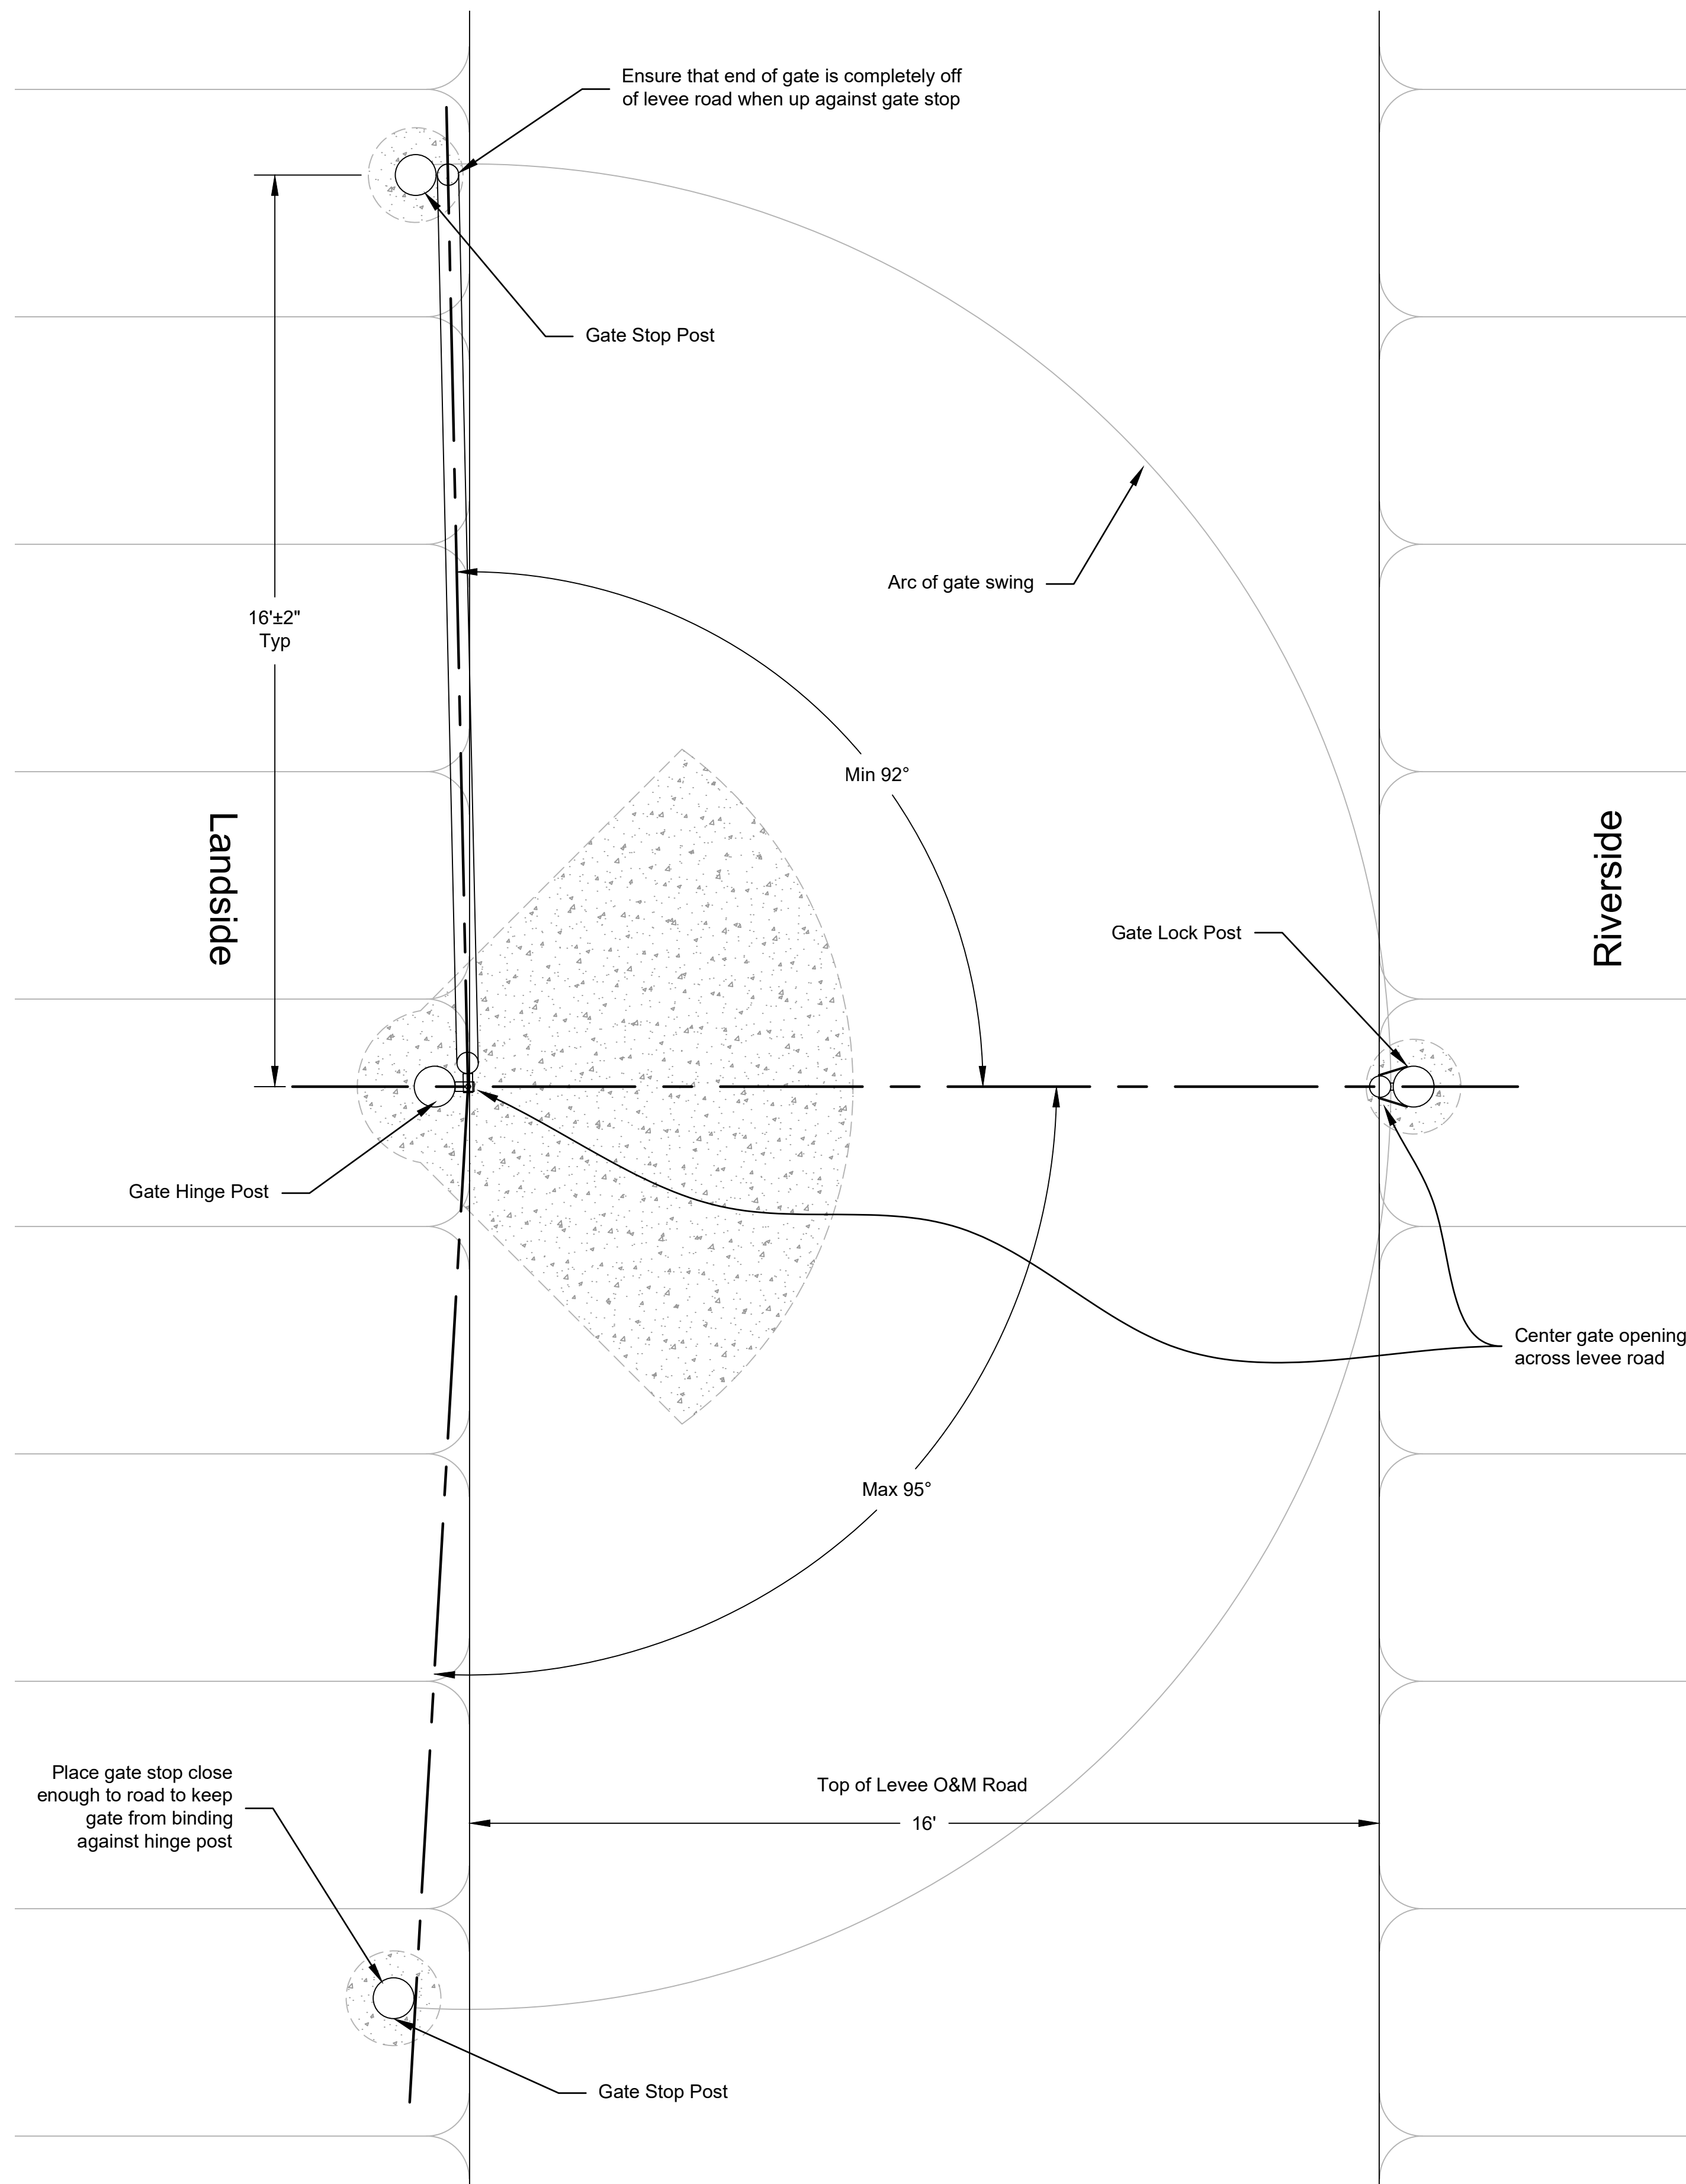 Ensure that end of gate is completely off
of levee road when up against gate stop
Gate Stop Post
Arc of gate swing
16'±2"
Typ
Min 92°
Landside
Riverside
Gate Lock Post
Gate Hinge Post
Center gate opening
across levee road
Max 95°
Place gate stop close
enough to road to keep
gate from binding
against hinge post
Top of Levee O&M Road
16'
Gate Stop Post